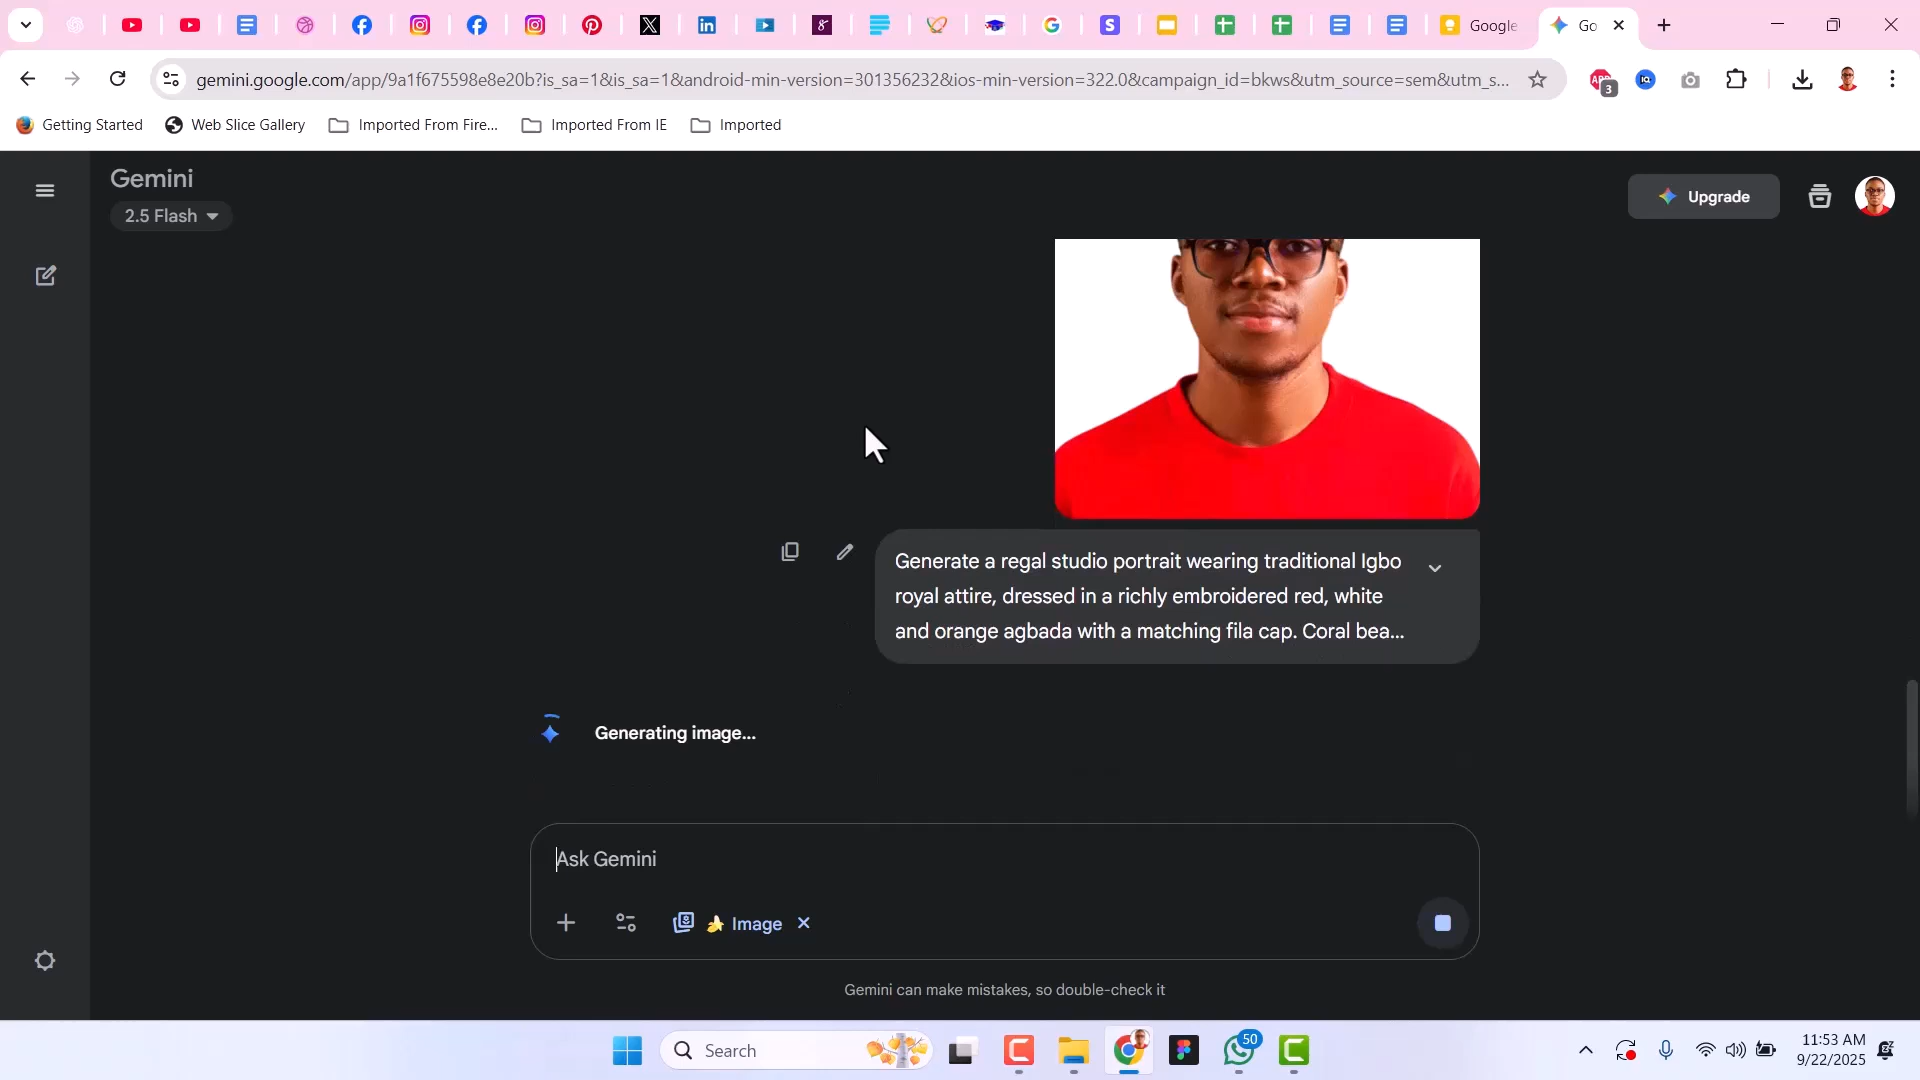 Google
Go
gemini.google.com/app/9a1f675598e8e20b?is_sa=1&is_sa=1&android-min-version=301356232&ios-min-version=322.0&campaign_id=bkws&utm_source=sem&utm_s...
3
Getting Started
Web Slice Gallery
Imported From Fire...
Imported From IE
Imported
Gemini
2.5 Flash
Upgrade
Generate a regal studio portrait wearing traditional Igbo
royal attire, dressed in a richly embroidered red, white
and orange agbada with a matching fila cap. Coral bea...
Generating image...
Ask Gemini
Image
Gemini can make mistakes, so double-check it
Search
50
11:53 AM
9/22/2025